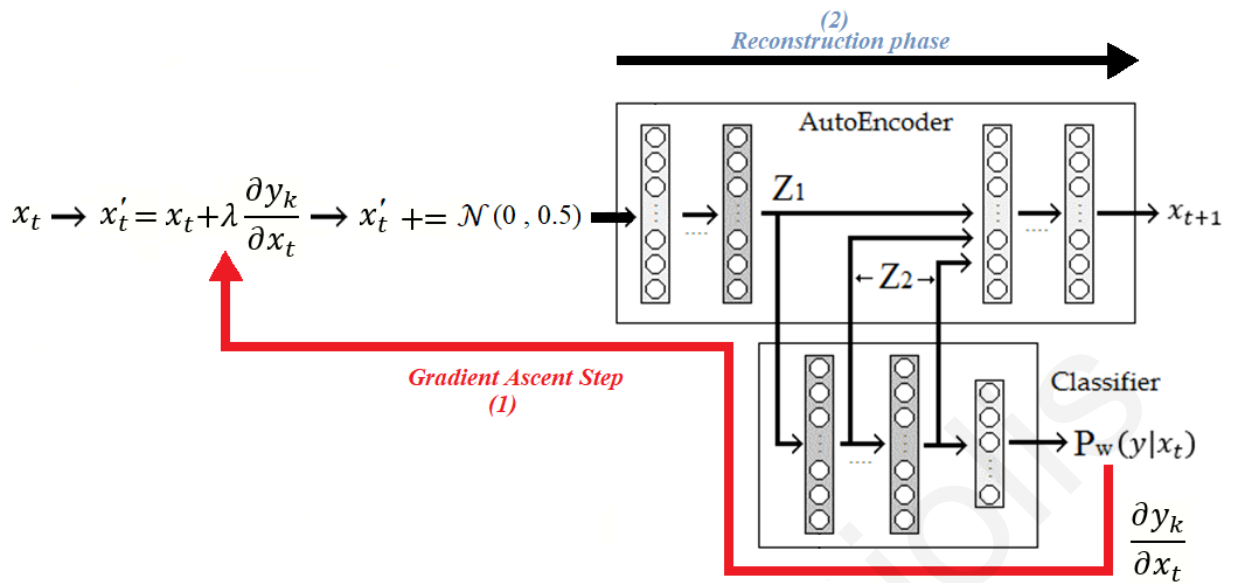 (2)
Reconstruction phase
AutoEncoder
x_t → x'_t = x_t + λ ∂y_k/∂x_t → x'_t += 𝒩(0 , 0.5)
Z₁
x_{t+1}
←Z₂→
Gradient Ascent Step
(1)
Classifier
P_w(y|x_t)
∂y_k/∂x_t